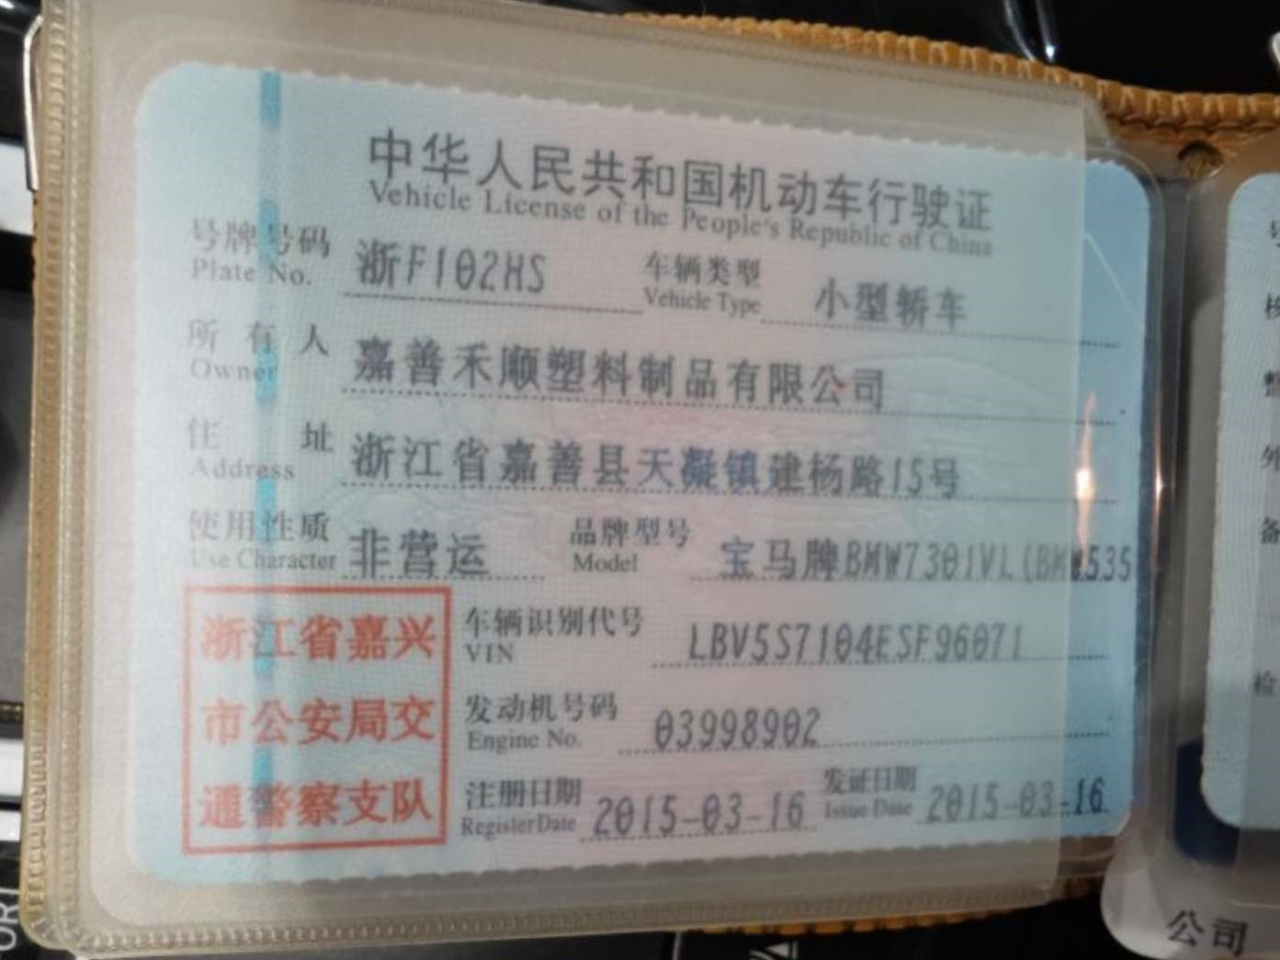 中华人民共和国机动车行驶证
Vehicle License of the People's Republic of China
号牌号码 浙F102HS 车辆类型 小型轿车
Plate No. Vehicle Type
所有人 嘉善禾顺塑料制品有限公司
Owner
住址 浙江省嘉善县天凝镇建杨路15号
Address
使用性质 非营运 品牌型号 宝马牌BMW7301VL(BMW535
Use Character Model
浙江省嘉兴
市公安局交
通警察支队
车辆识别代号 LBV5S7104ESF96071
VIN
发动机号码 03998902
Engine No.
注册日期 2015-03-16 发证日期 2015-03-16
Register Date Issue Date
公司